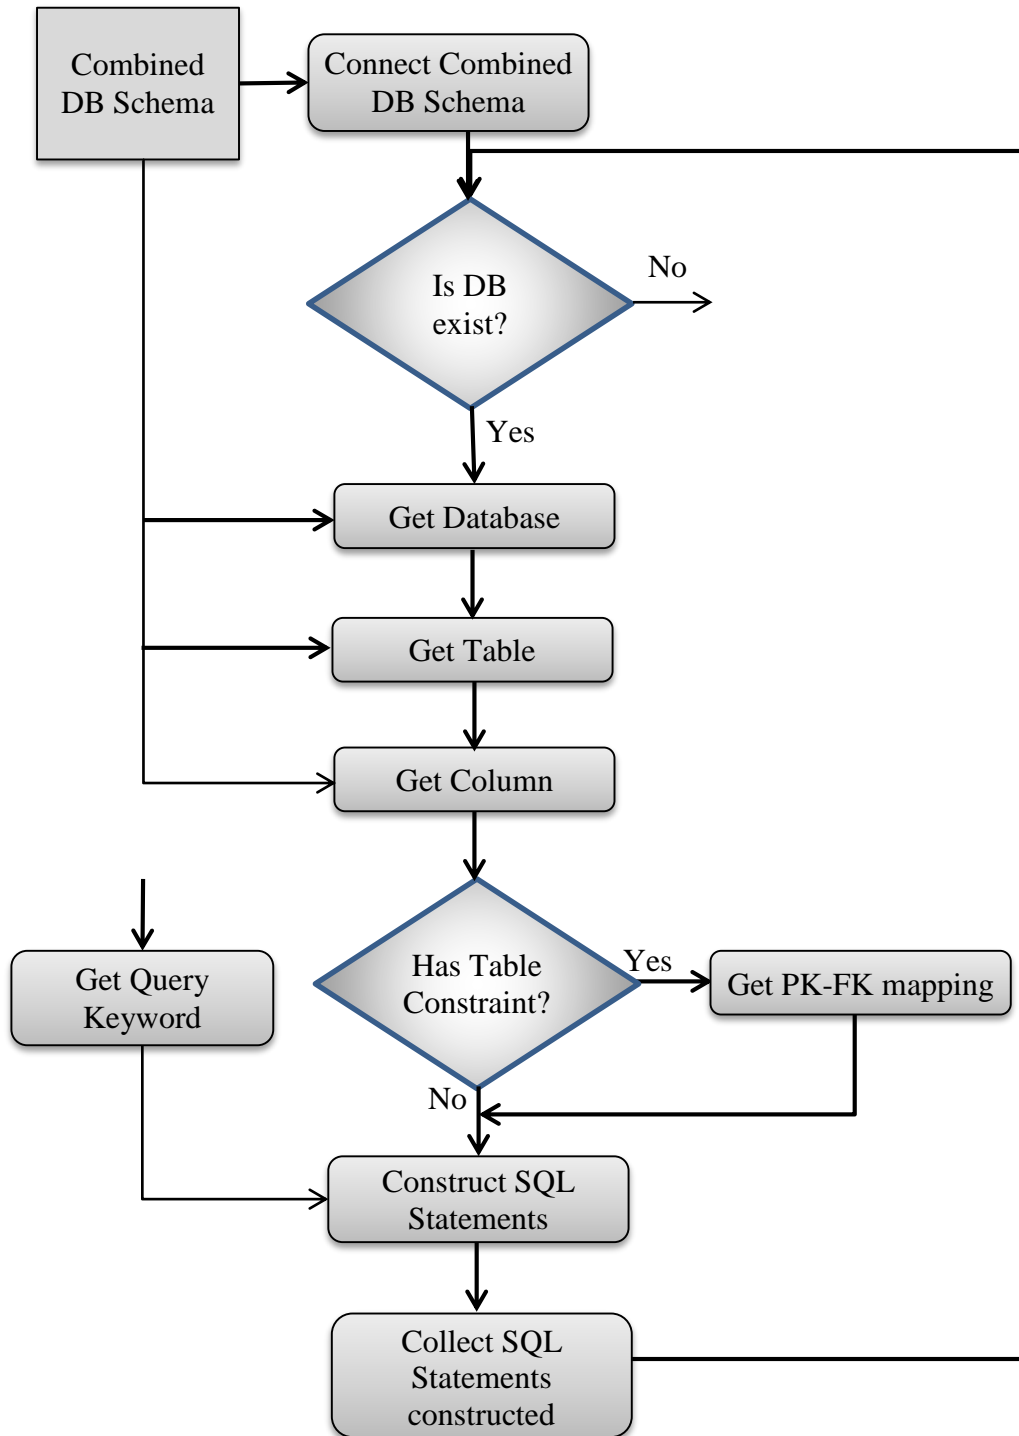 Combined
DB Schema
Connect Combined
DB Schema
Is DB
exist?
No
Yes
Get Database
Get Table
Get Column
Has Table
Constraint?
Yes
Get PK-FK mapping
Get Query
Keyword
No
Construct SQL
Statements
Collect SQL
Statements
constructed